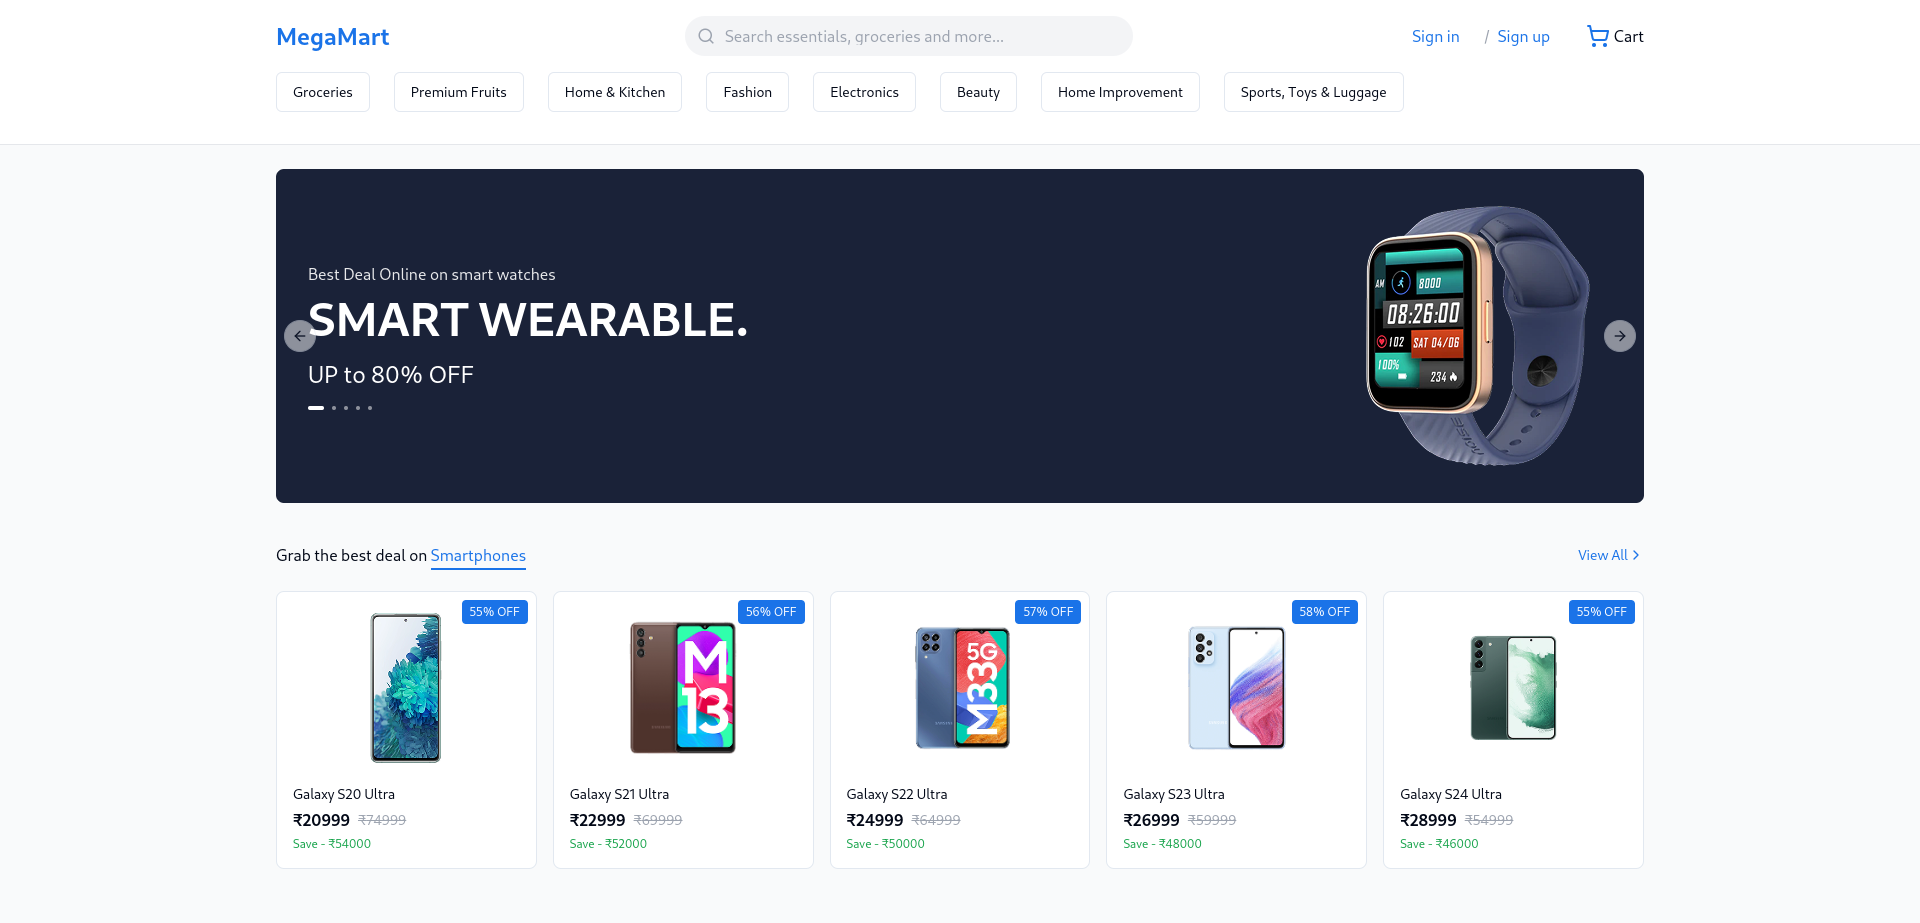 MegaMart
Search essentials, groceries and more...
Sign in / Sign up
Cart
Groceries
Premium Fruits
Home & Kitchen
Fashion
Electronics
Beauty
Home Improvement
Sports, Toys & Luggage
Best Deal Online on smart watches
SMART WEARABLE.
UP to 80% OFF
AM
8000
08:26:00
102
SAT 04/06
100%
234
Grab the best deal on Smartphones
View All
55% OFF
Galaxy S20 Ultra
₹20999 ₹74999
Save - ₹54000
56% OFF
M
13
Galaxy S21 Ultra
₹22999 ₹69999
Save - ₹52000
57% OFF
5G
M33
Galaxy S22 Ultra
₹24999 ₹64999
Save - ₹50000
58% OFF
Galaxy S23 Ultra
₹26999 ₹59999
Save - ₹48000
55% OFF
Galaxy S24 Ultra
₹28999 ₹54999
Save - ₹46000